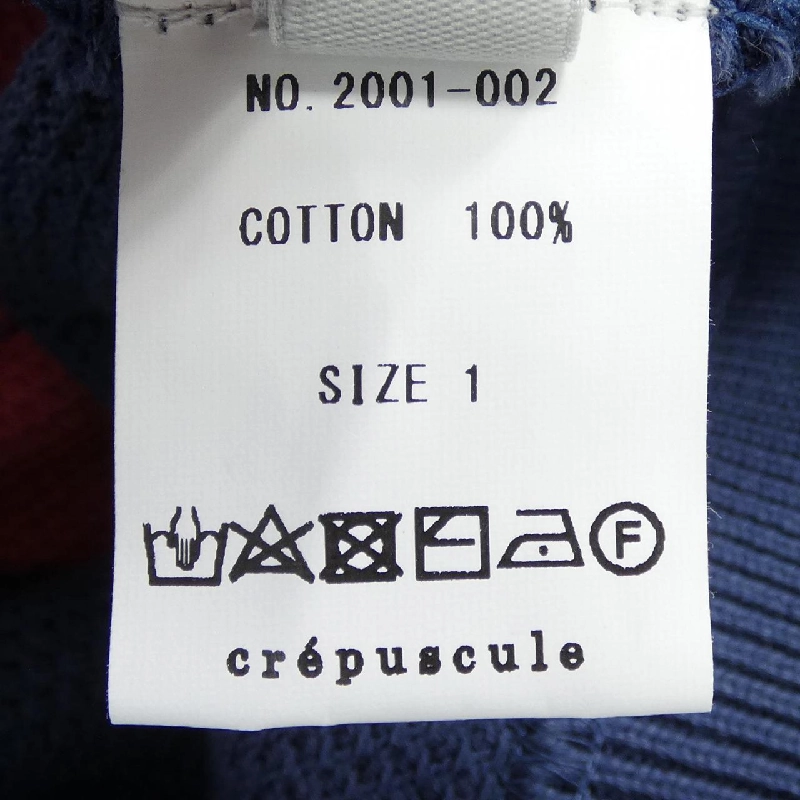 NO. 2001-002
COTTON 100%
SIZE 1
F
crépuscule